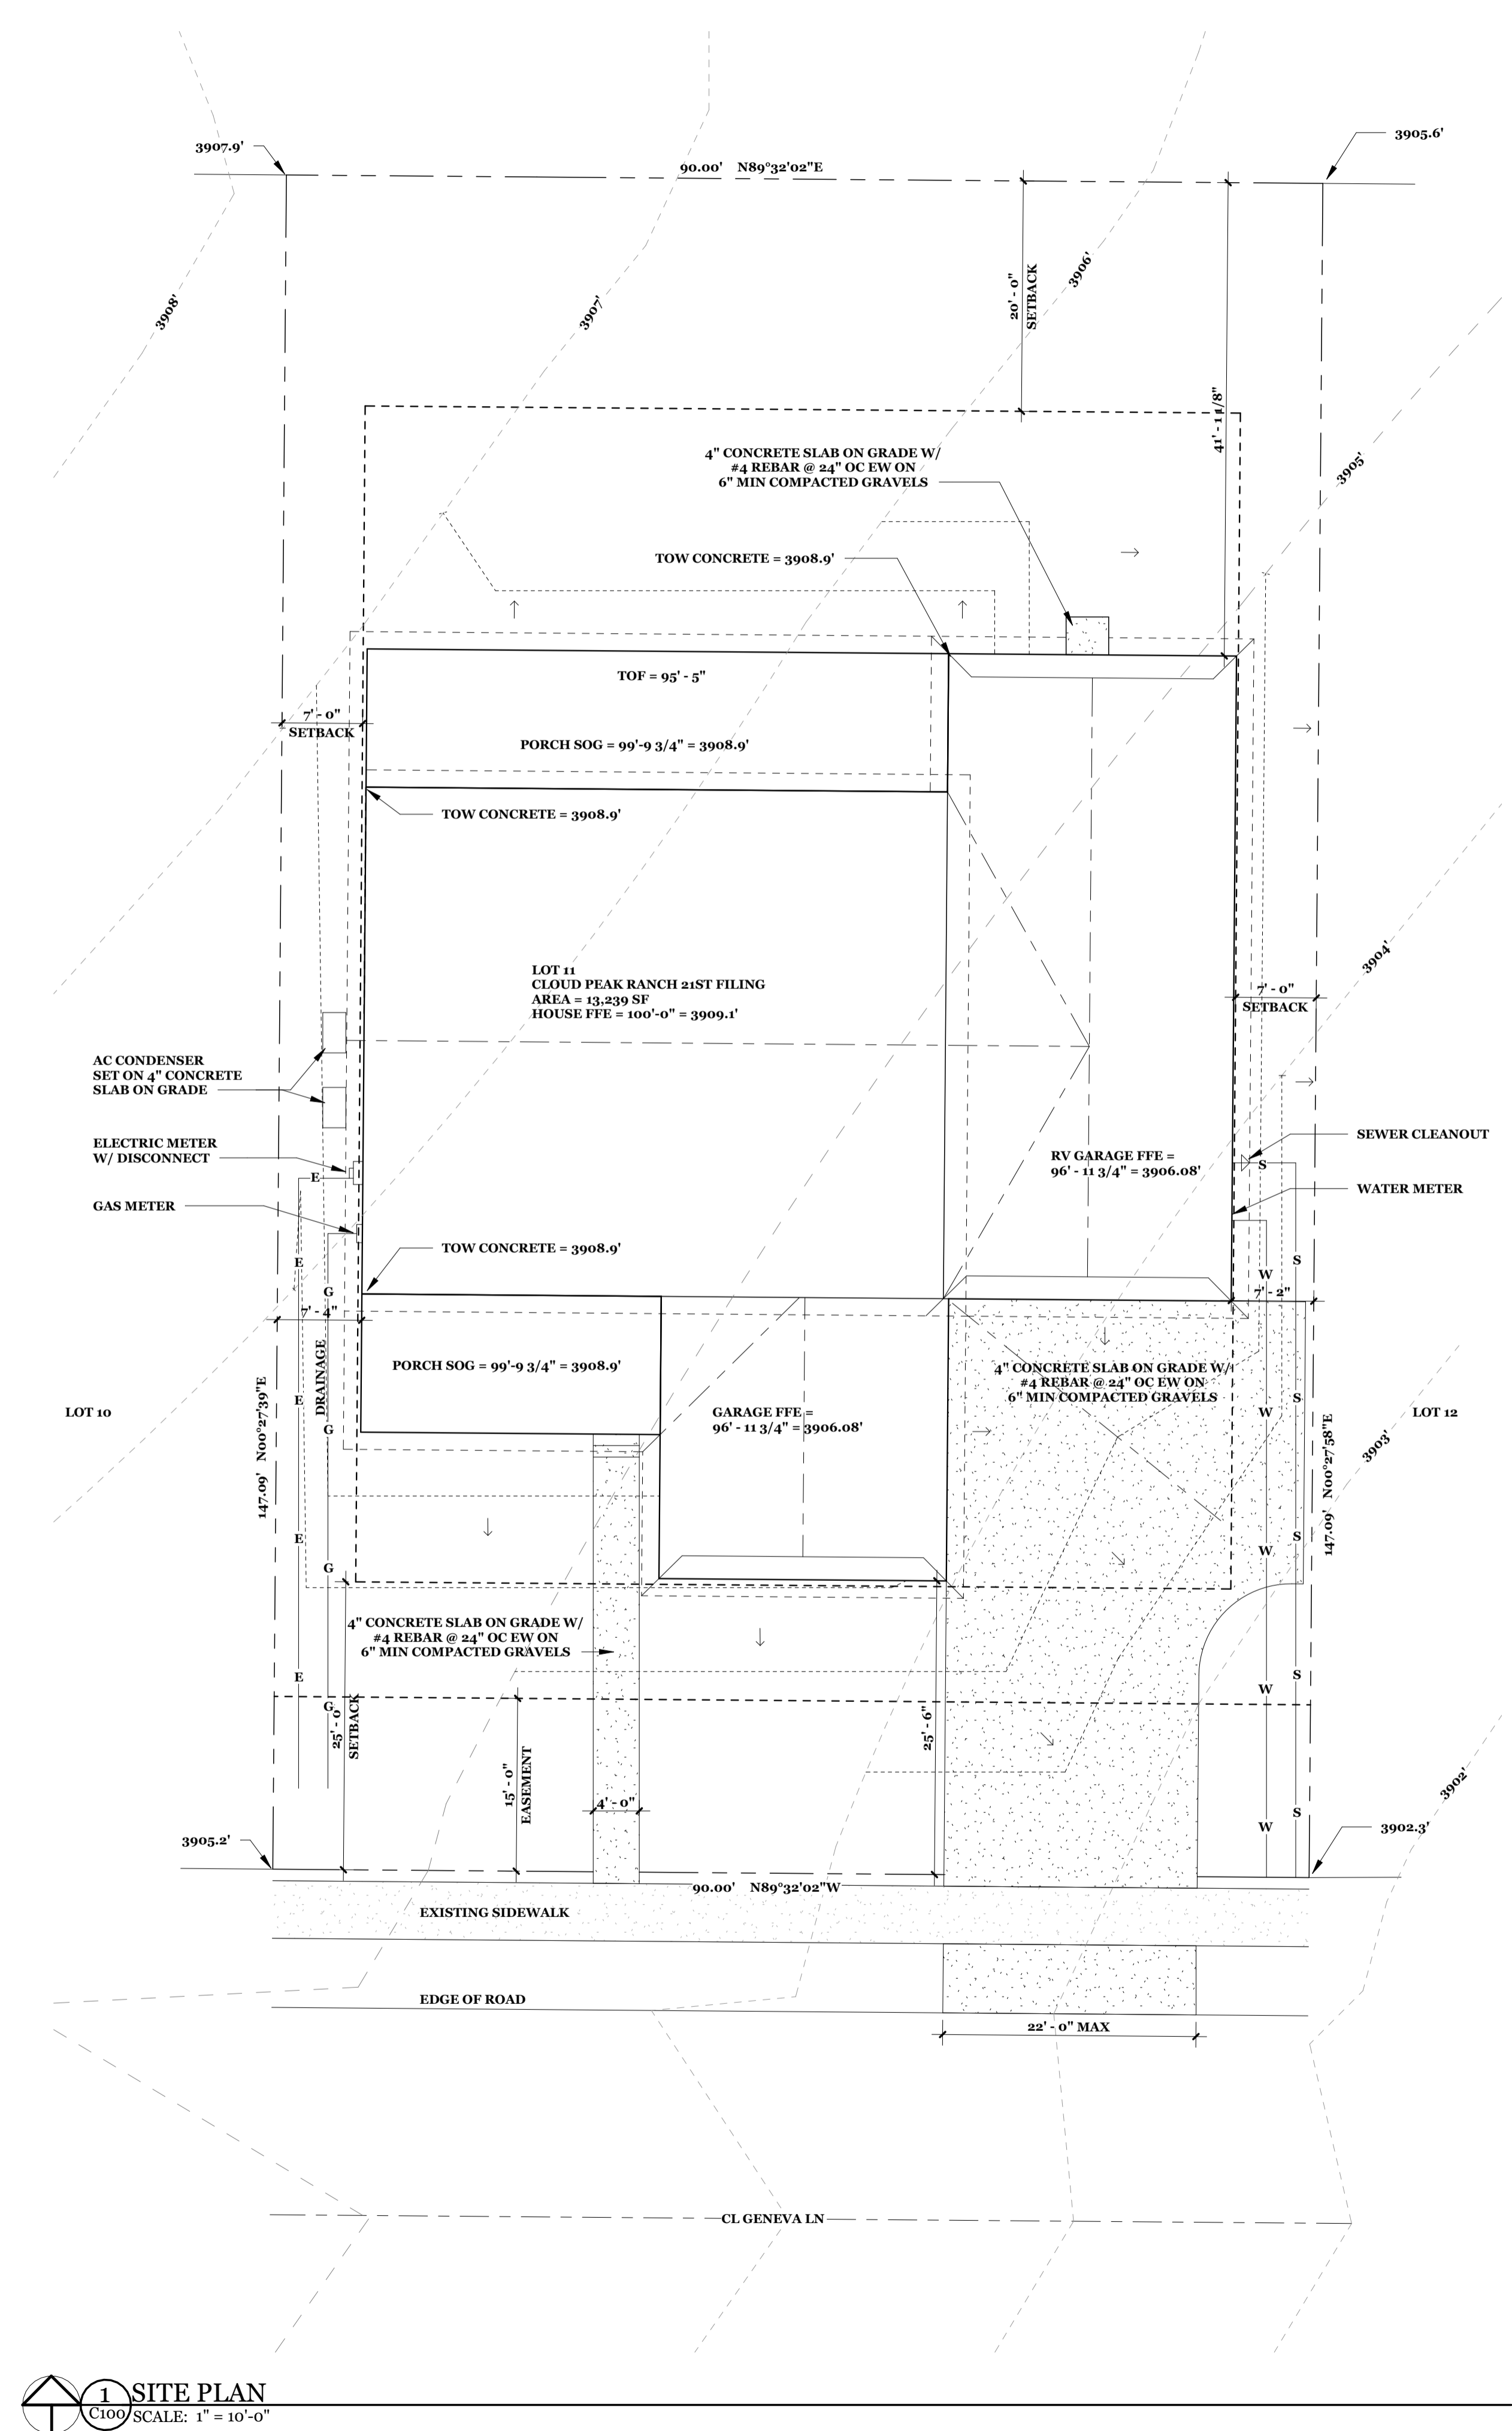 3907.9'
3905.6'
90.00' N89°32'02"E
3908'
3907'
3906'
20' - 0"
SETBACK
41' - 1 1/8"
3905'
4" CONCRETE SLAB ON GRADE W/
#4 REBAR @ 24" OC EW ON
6" MIN COMPACTED GRAVELS
TOW CONCRETE = 3908.9'
TOF = 95' - 5"
7' - 0"
SETBACK
PORCH SOG = 99'-9 3/4" = 3908.9'
TOW CONCRETE = 3908.9'
3904'
LOT 11
CLOUD PEAK RANCH 21ST FILING
AREA = 13,239 SF
HOUSE FFE = 100'-0" = 3909.1'
7' - 0"
SETBACK
AC CONDENSER
SET ON 4" CONCRETE
SLAB ON GRADE
ELECTRIC METER
W/ DISCONNECT
E
GAS METER
RV GARAGE FFE =
96' - 11 3/4" = 3906.08'
SEWER CLEANOUT
S
WATER METER
TOW CONCRETE = 3908.9'
E
G
W
S
7' - 4"
7' - 2"
DRAINAGE
PORCH SOG = 99'-9 3/4" = 3908.9'
4" CONCRETE SLAB ON GRADE W/
#4 REBAR @ 24" OC EW ON
6" MIN COMPACTED GRAVELS
LOT 10
147.09' N00°27'39"E
E
G
GARAGE FFE =
96' - 11 3/4" = 3906.08'
W
S
147.09' N00°27'58"E
LOT 12
3903'
E
G
W
S
4" CONCRETE SLAB ON GRADE W/
#4 REBAR @ 24" OC EW ON
6" MIN COMPACTED GRAVELS
E
G
W
S
25' - 0"
SETBACK
15' - 0"
EASEMENT
25' - 6"
4' - 0"
W
S
3902'
3905.2'
3902.3'
90.00' N89°32'02"W
EXISTING SIDEWALK
EDGE OF ROAD
22' - 0" MAX
CL GENEVA LN
1
C100
SITE PLAN
SCALE: 1" = 10'-0"